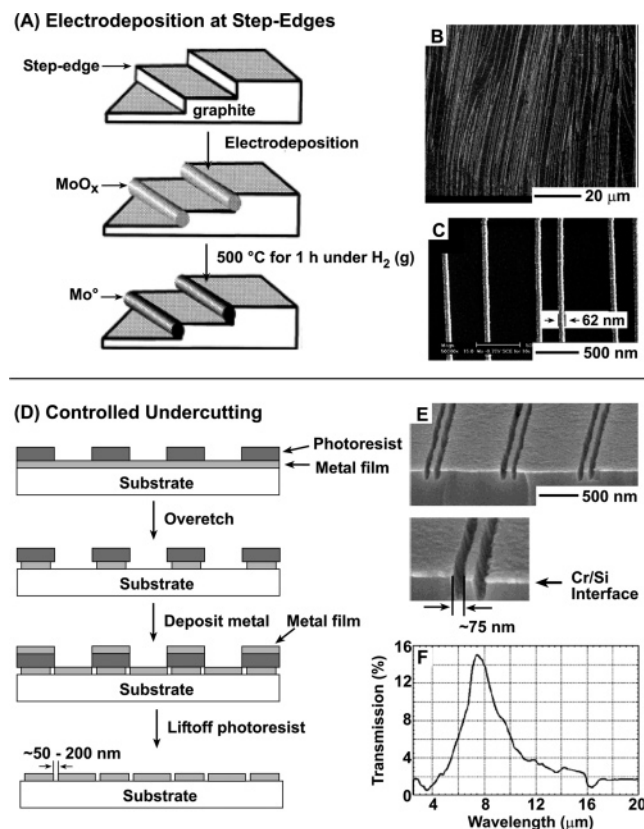 (A) Electrodeposition at Step-Edges
Step-edge
graphite
Electrodeposition
MoOx
500 °C for 1 h under H2 (g)
Mo°
B
20 μm
C
62 nm
500 nm
(D) Controlled Undercutting
Photoresist
Metal film
Substrate
Overetch
Substrate
Deposit metal
Metal film
Substrate
Liftoff photoresist
~50 - 200 nm
Substrate
E
500 nm
Cr/Si
Interface
~75 nm
F
Transmission (%)
16
12
8
4
0
4
8
12
16
20
Wavelength (μm)